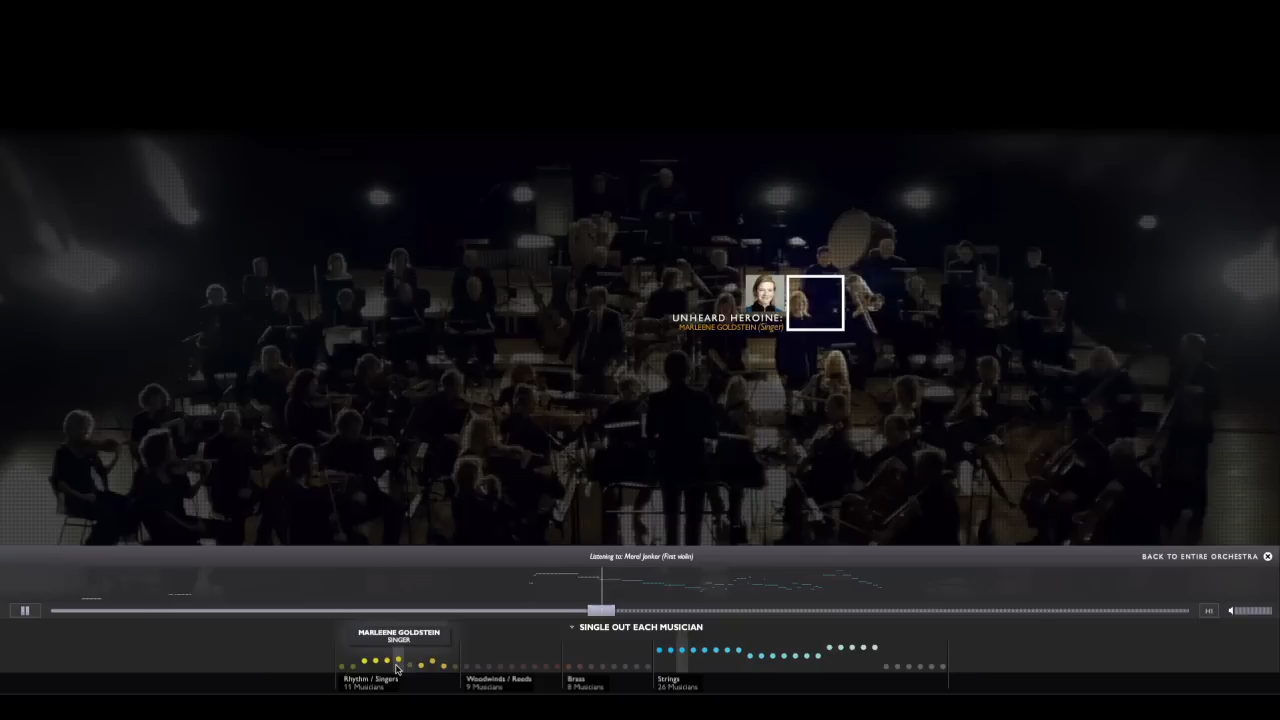 UNHEARD HEROINE:
MARLEENE GOLDSTEIN (Singer)
Listening to: Morel Jonker (First violin)
BACK TO ENTIRE ORCHESTRA
SINGLE OUT EACH MUSICIAN
MARLEENE GOLDSTEIN
SINGER
Rhythm / Singers
11 Musicians
Woodwinds / Reeds
9 Musicians
Brass
8 Musicians
Strings
26 Musicians